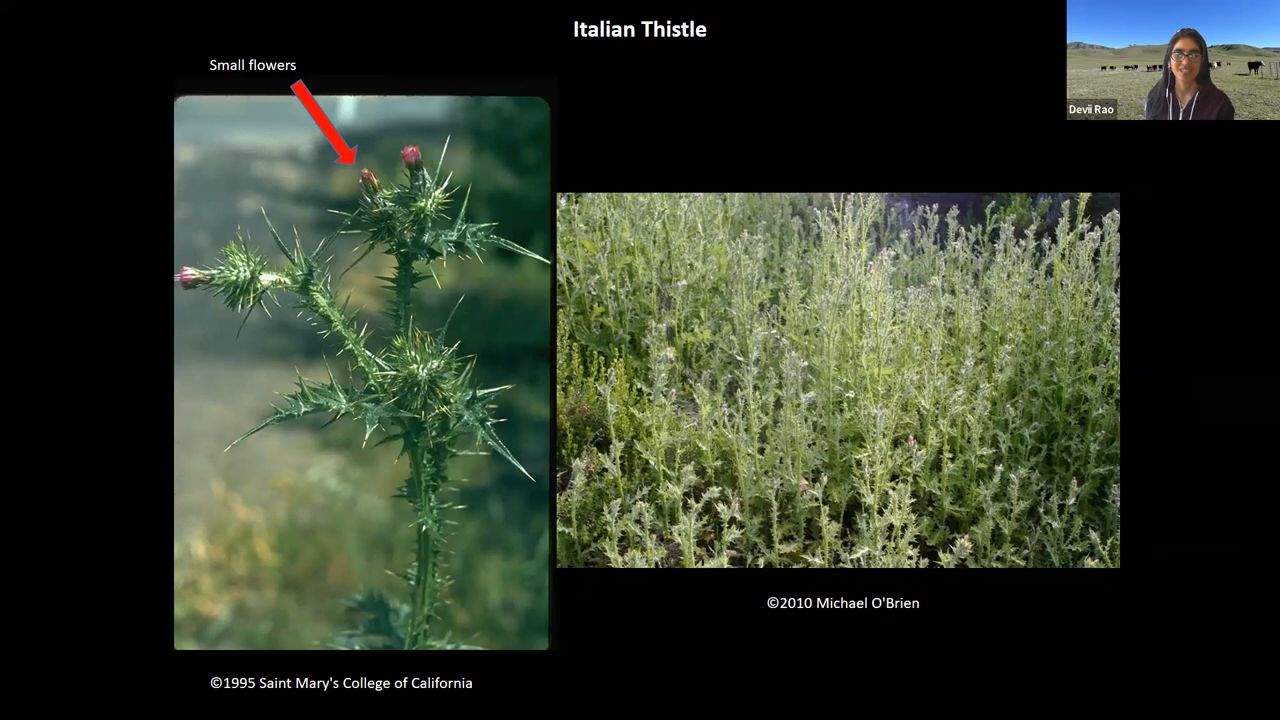 Italian Thistle
Small flowers
Devii Rao
©2010 Michael O'Brien
©1995 Saint Mary's College of California